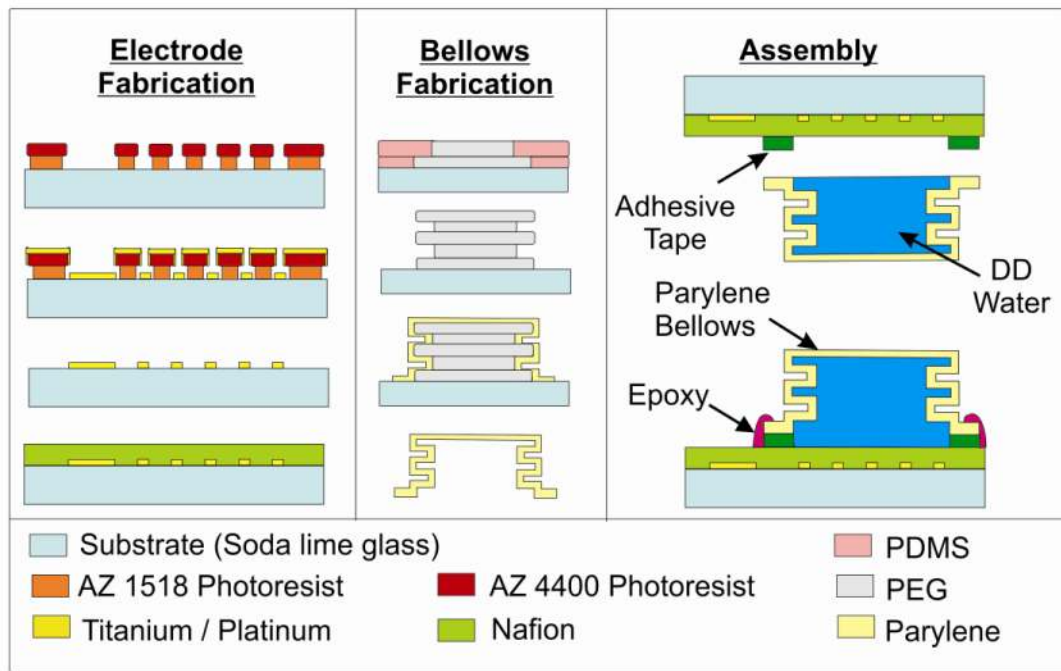 Electrode
Fabrication
Bellows
Fabrication
Assembly
Adhesive
Tape
DD
Water
Parylene
Bellows
Epoxy
Substrate (Soda lime glass)
PDMS
AZ 1518 Photoresist
AZ 4400 Photoresist
PEG
Titanium / Platinum
Nafion
Parylene